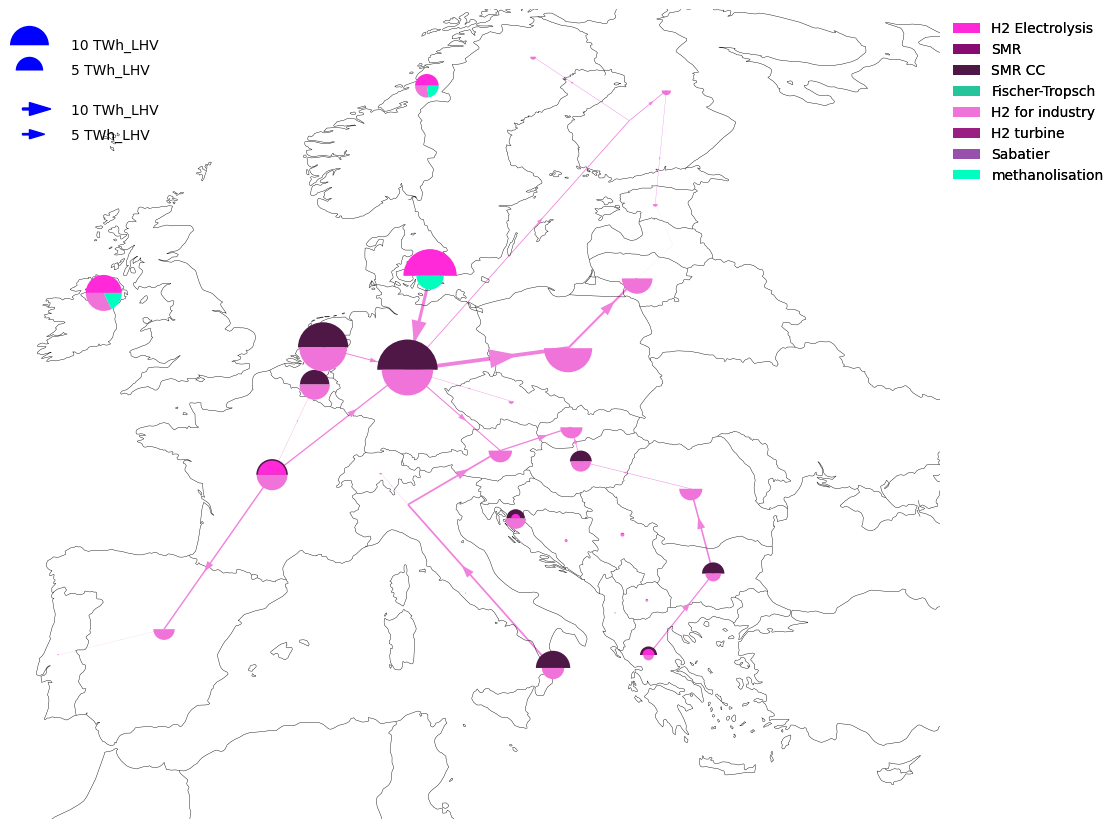 10 TWh_LHV
5 TWh_LHV
10 TWh_LHV
5 TWh_LHV
H2 Electrolysis
SMR
SMR CC
Fischer-Tropsch
H2 for industry
H2 turbine
Sabatier
methanolisation